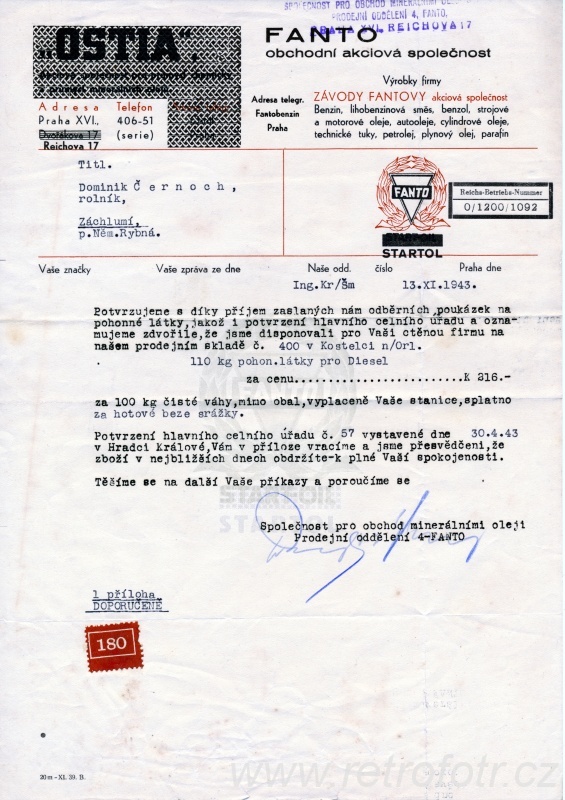 SPOLEČNOST PRO OBCHOD MINERÁLNÍMI
PRODEJNÍ ODDĚLENÍ 4, FANTO,
PRAHA XVI., REICHOVA 17
„OSTIA“,
FANTO
obchodní akciová společnost
Adresa
Praha XVI.,
Dvořákova 17
Reichova 17
Telefon
406-51
(serie)
Adresa telegr.
Fantobenzin
Praha
Výrobky firmy
ZÁVODY FANTOVY akciová společnost
Benzin, lihobenzinová směs, benzol, strojové
a motorové oleje, autooleje, cylindrové oleje,
technické tuky, petrolej, plynový olej, parafin
Titl.
Dominik Černoch,
rolník,
Záchlumí,
p.Něm.Rybná.
FANTO
STARTOIL
STARTOL
Reichs-Betriebs-Nummer
0/1200/1092
Vaše značky Vaše zpráva ze dne Naše odd. číslo Praha dne
Ing.Kr/Šm 13.XI.1943.
Potvrzujeme s díky příjem zaslaných nám odběrních poukázek na
pohonné látky,jakož i potvrzení hlavního celního úřadu a ozna-
mujeme zdvořile,že jsme disponovali pro Vaši ctěnou firmu na
našem prodejním skladě č. 400 v Kostelci n/Orl.
110 kg pohon.látky pro Diesel
za cenu........................K 316.-
za 100 kg čisté váhy,mimo obal,vyplaceně Vaše stanice,splatno
za hotové beze srážky.
Potvrzení hlavního celního úřadu č. 57 vystavené dne 30.4.43
v Hradci Králové,Vám v příloze vracíme a jsme přesvědčeni,že
zboží v nejbližších dnech obdržíte-k plné Vaší spokojenosti.
Těšíme se na další Vaše příkazy a poroučíme se
START-OIL
STARTOL
Společnost pro obchod minerálními oleji
Prodejní oddělení 4-FANTO
1 příloha
DOPORUČENĚ
180
20 m - XI. 39. B.
www.retrofotr.cz